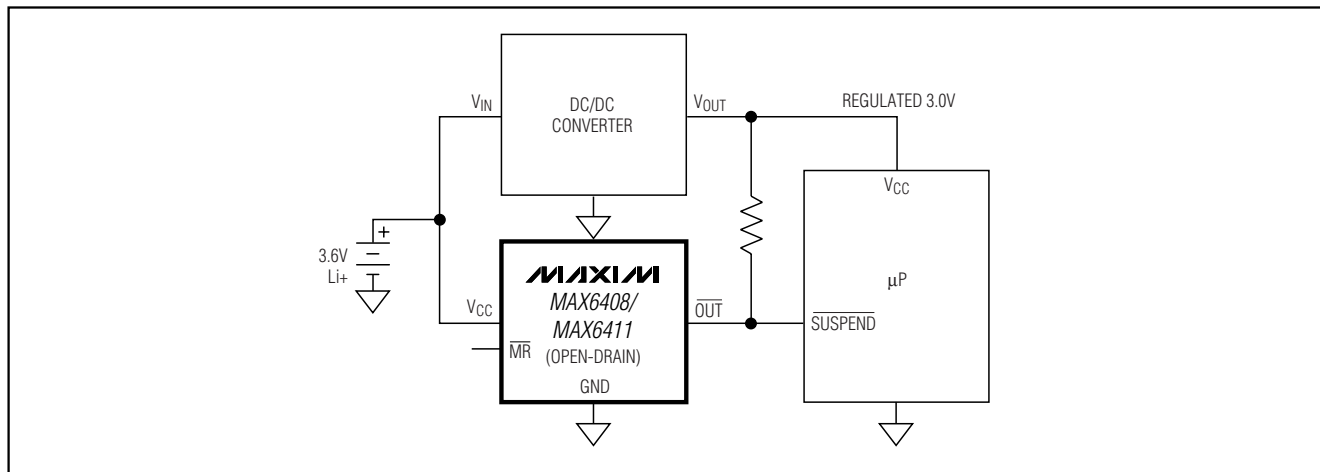 DC/DC
CONVERTER
VIN
VOUT
REGULATED 3.0V
VCC
+
3.6V
Li+
MAXIM
MAX6408/
MAX6411
(OPEN-DRAIN)
VCC
MR
GND
OUT
SUSPEND
µP